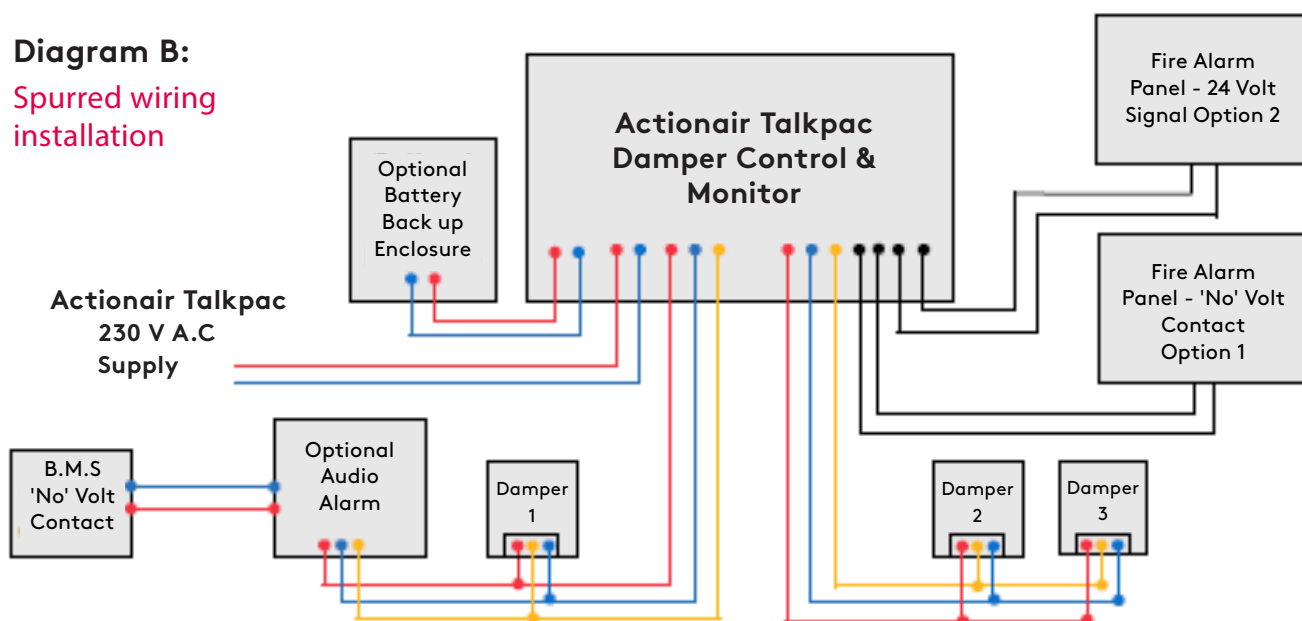 Diagram B:
Spurred wiring
installation
Actionair Talkpac
Damper Control &
Monitor
Fire Alarm
Panel - 24 Volt
Signal Option 2
Optional
Battery
Back up
Enclosure
Fire Alarm
Panel - 'No' Volt
Contact
Option 1
Actionair Talkpac
230 V A.C
Supply
B.M.S
'No' Volt
Contact
Optional
Audio
Alarm
Damper
1
Damper
2
Damper
3